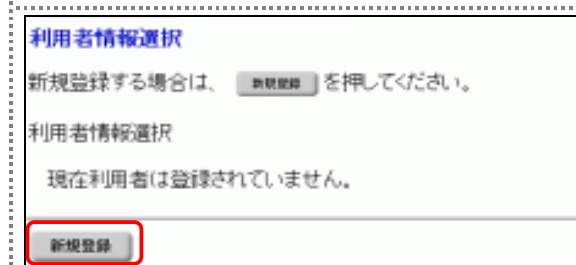 利用者情報選択
新規登録する場合は、 新規登録 を押してください。
利用者情報選択
現在利用者は登録されていません。
新規登録